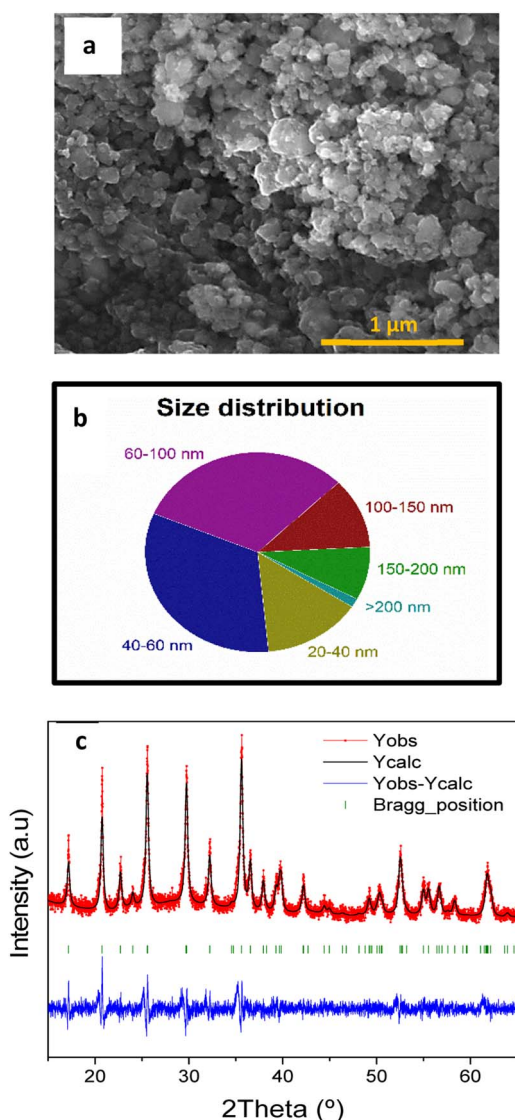 a
1 µm
b
Size distribution
60-100 nm
100-150 nm
150-200 nm
>200 nm
40-60 nm
20-40 nm
c
Yobs
Ycalc
Yobs-Ycalc
Bragg_position
Intensity (a.u)
20 30 40 50 60
2Theta (º)